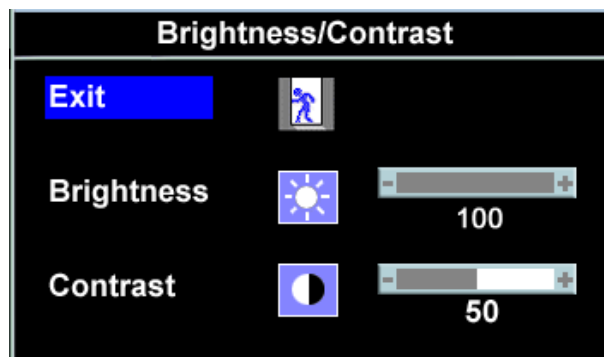 Brightness/Contrast
Exit
Brightness
- +
100
Contrast
- +
50